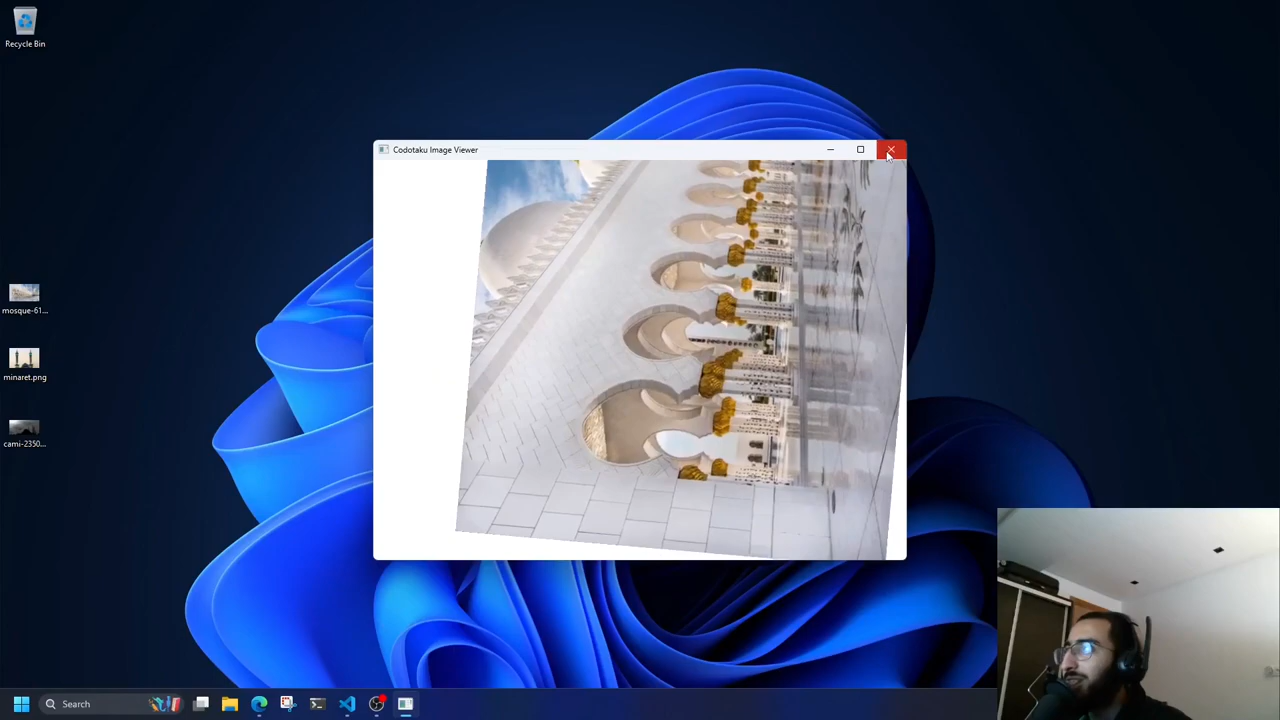 Recycle Bin
Codotaku Image Viewer
mosque-61...
minaret.png
cami-2350...
Search